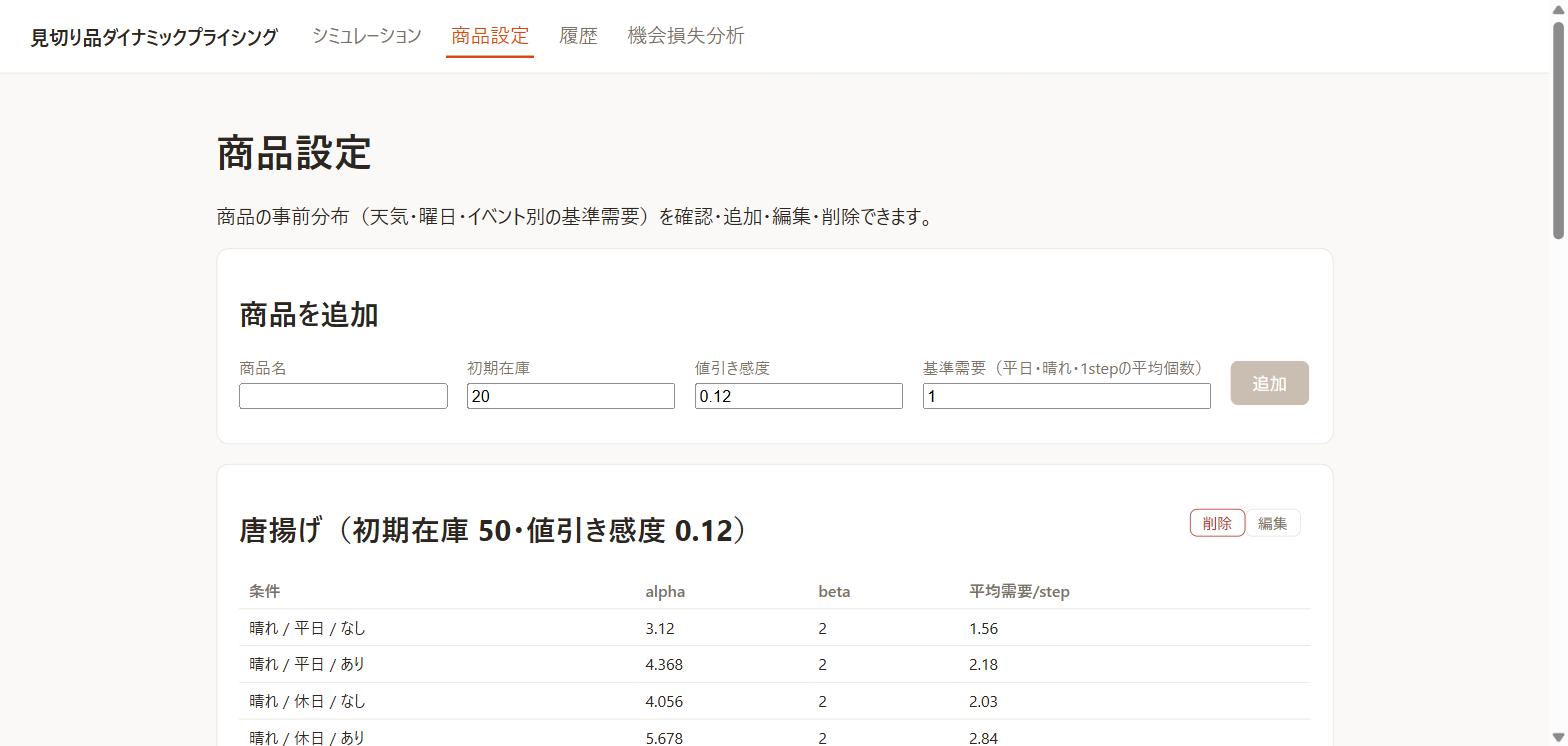 見切り品ダイナミックプライシング シミュレーション 商品設定 履歴 機会損失分析
商品設定
商品の事前分布（天気・曜日・イベント別の基準需要）を確認・追加・編集・削除できます。
商品を追加
商品名 初期在庫 値引き感度 基準需要（平日・晴れ・1stepの平均個数）
20 0.12 1 追加
唐揚げ（初期在庫 50・値引き感度 0.12） 削除 編集
条件 alpha beta 平均需要/step
晴れ / 平日 / なし 3.12 2 1.56
晴れ / 平日 / あり 4.368 2 2.18
晴れ / 休日 / なし 4.056 2 2.03
晴れ / 休日 / あり 5.678 2 2.84